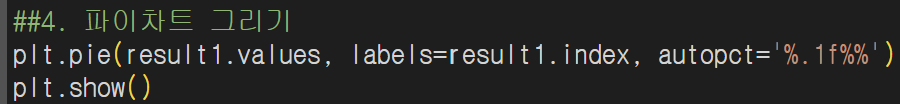 ##4. 파이차트 그리기
plt.pie(result1.values, labels=result1.index, autopct='%.1f%%')
plt.show()